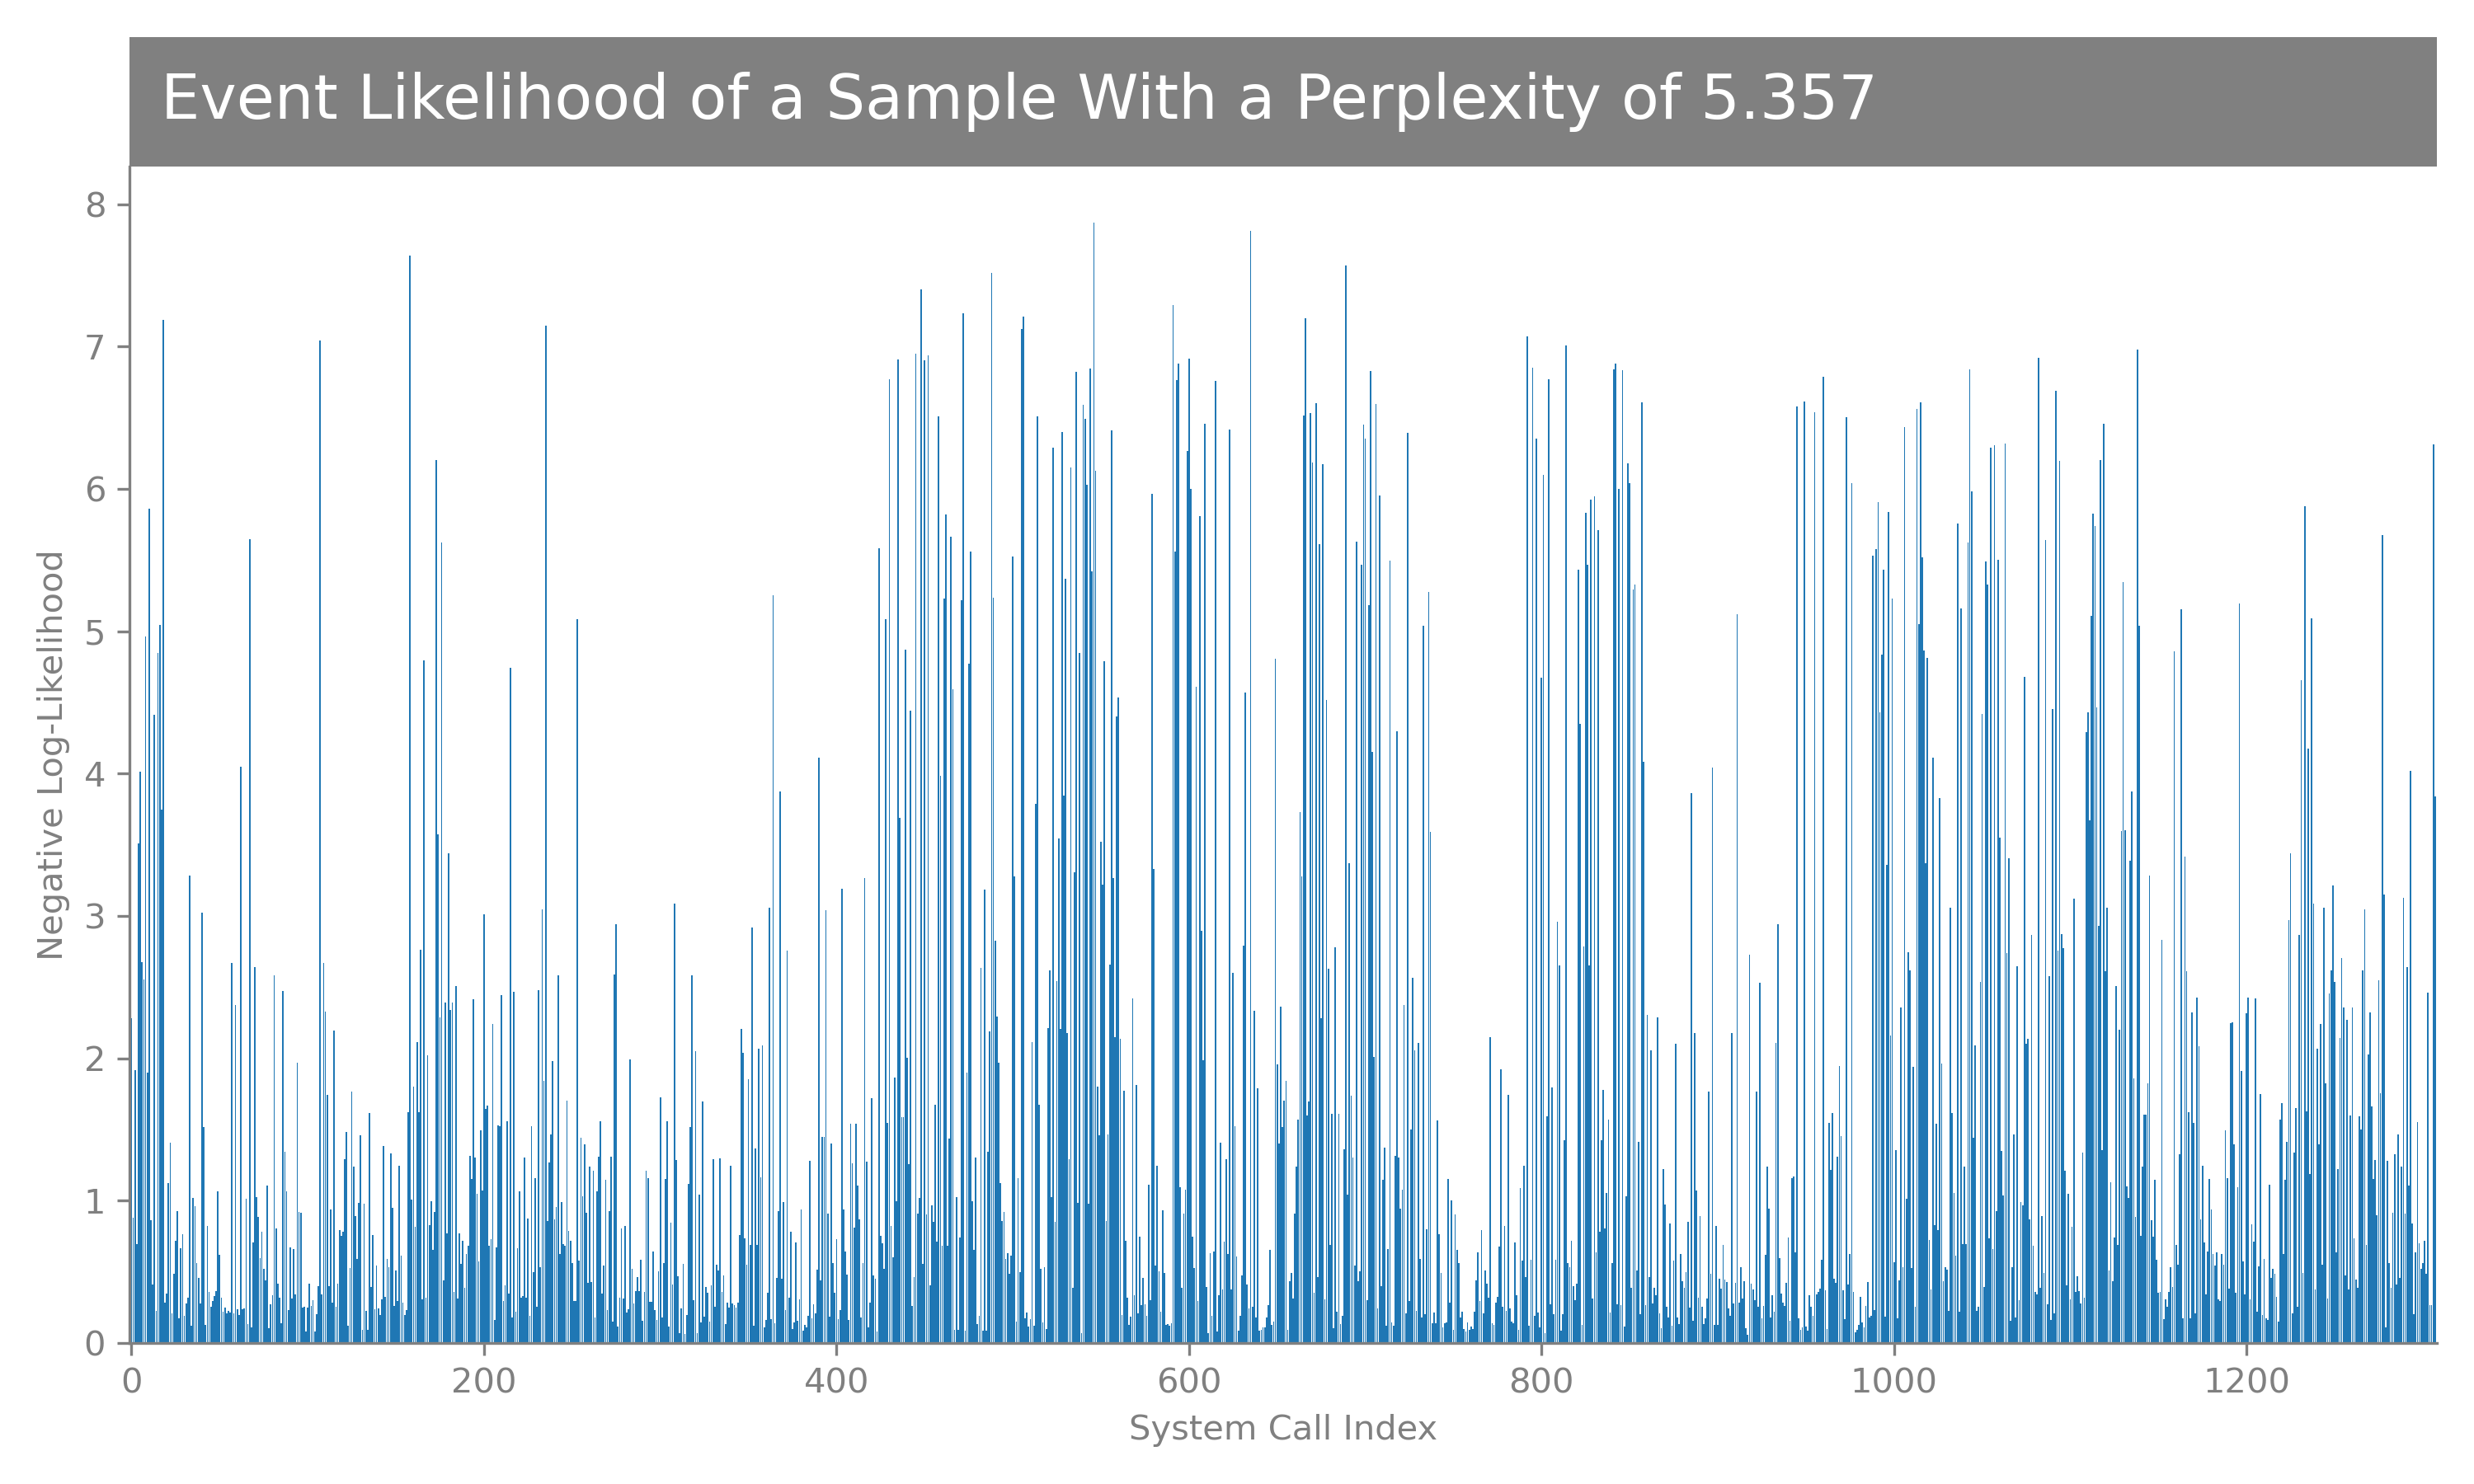 Event Likelihood of a Sample With a Perplexity of 5.357
8
7
6
5
4
3
2
1
0
Negative Log-Likelihood
0 200 400 600 800 1000 1200
System Call Index